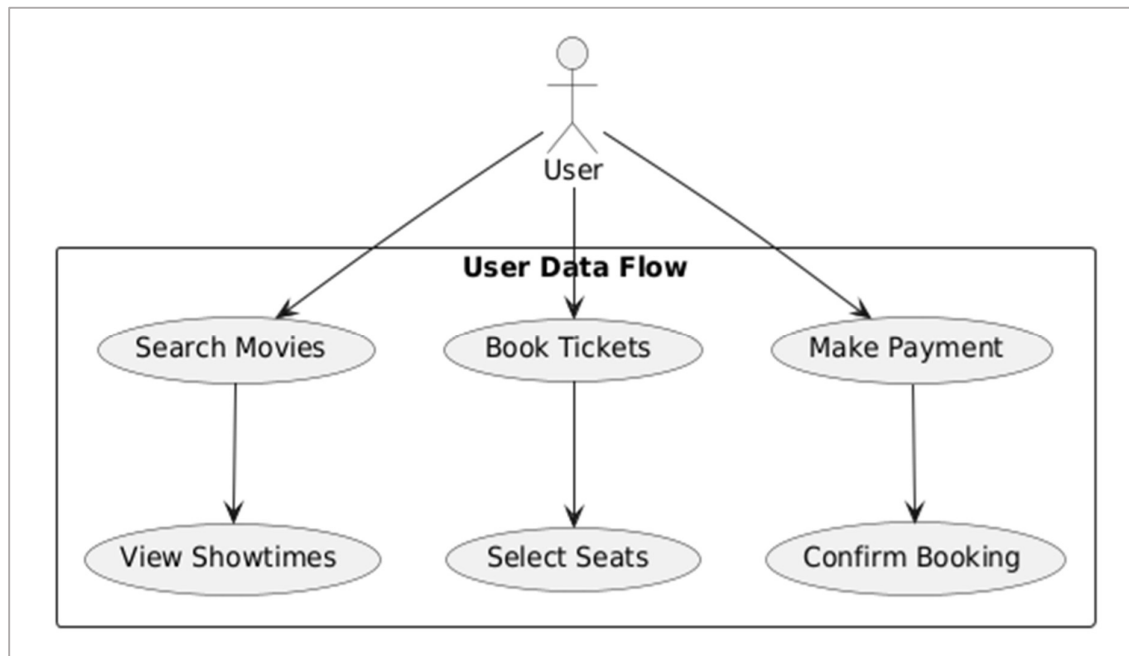 User
User Data Flow
Search Movies
Book Tickets
Make Payment
View Showtimes
Select Seats
Confirm Booking